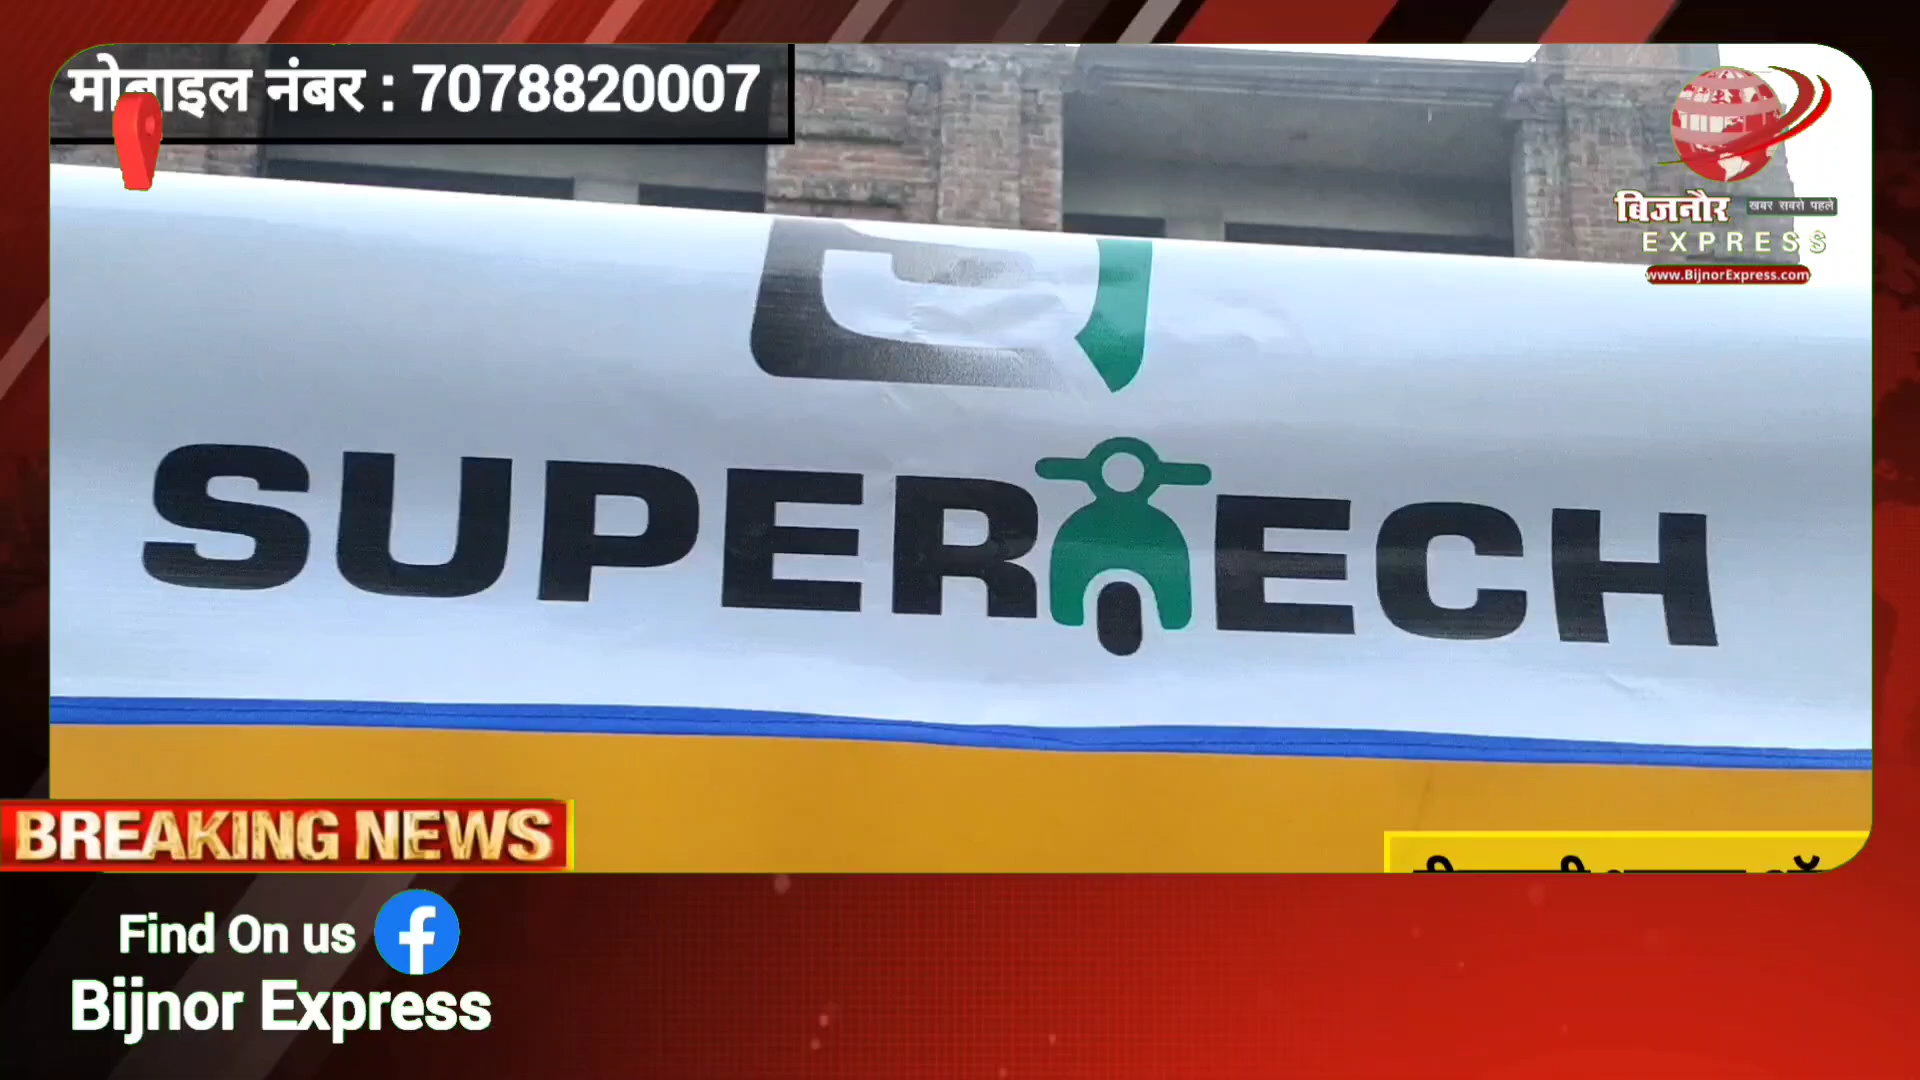 मोबाइल नंबर : 7078820007
बिजनौर खबर सबसे पहले
EXPRESS
www.BijnorExpress.com
SUPERTECH
BREAKING NEWS
Find On us
Bijnor Express